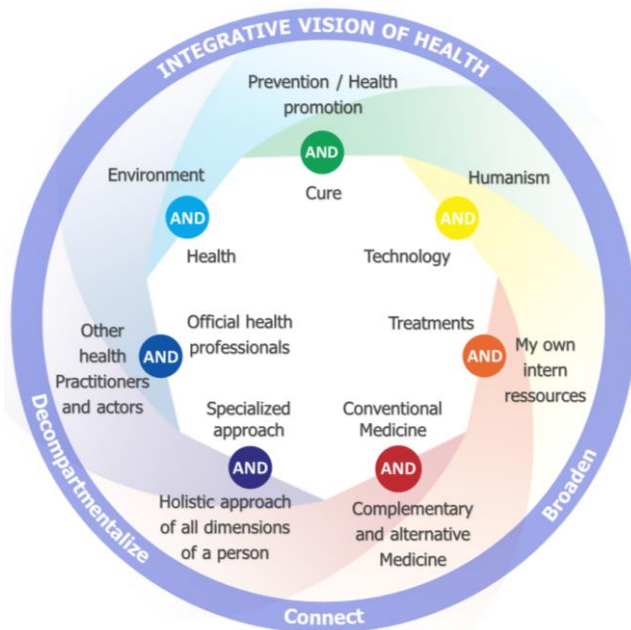 INTEGRATIVE VISION OF HEALTH
Prevention / Health
promotion
AND
Cure
Humanism
AND
Technology
Treatments
AND
My own
intern
ressources
Conventional
Medicine
AND
Complementary
and alternative
Medicine
Specialized
approach
AND
Holistic approach
of all dimensions
of a person
Official health
professionals
AND
Other
health
Practitioners
and actors
Environment
AND
Health
Decompartmentalize
Connect
Broaden